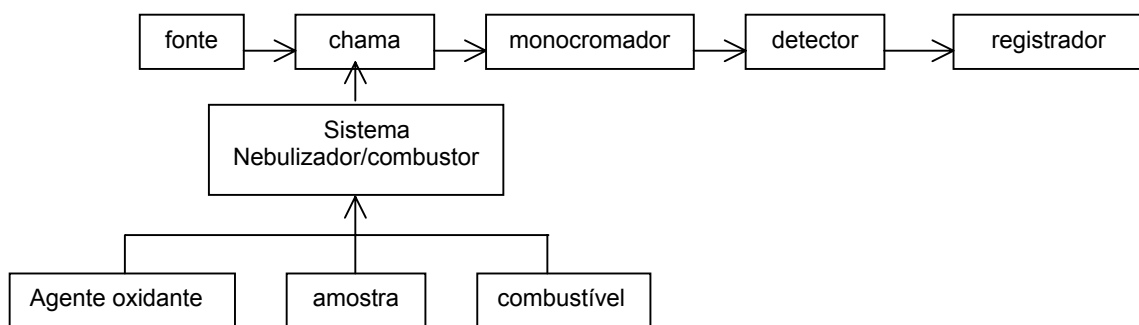 fonte
chama
monocromador
detector
registrador
Sistema
Nebulizador/combustor
Agente oxidante
amostra
combustível